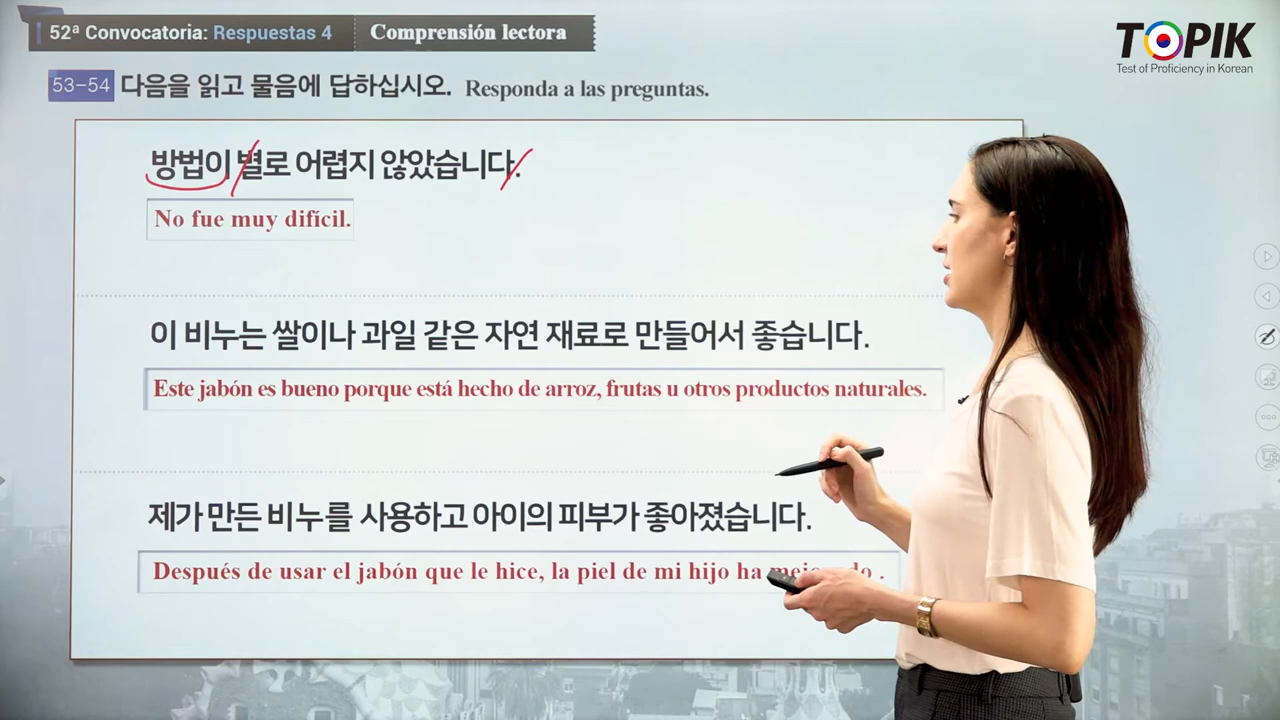 52ª Convocatoria: Respuestas 4 Comprensión lectora
TOPIK
Test of Proficiency in Korean
53-54 다음을 읽고 물음에 답하십시오. Responda a las preguntas.
방법이 별로 어렵지 않았습니다.
No fue muy difícil.
이 비누는 쌀이나 과일 같은 자연 재료로 만들어서 좋습니다.
Este jabón es bueno porque está hecho de arroz, frutas u otros productos naturales.
제가 만든 비누를 사용하고 아이의 피부가 좋아졌습니다.
Después de usar el jabón que le hice, la piel de mi hijo ha